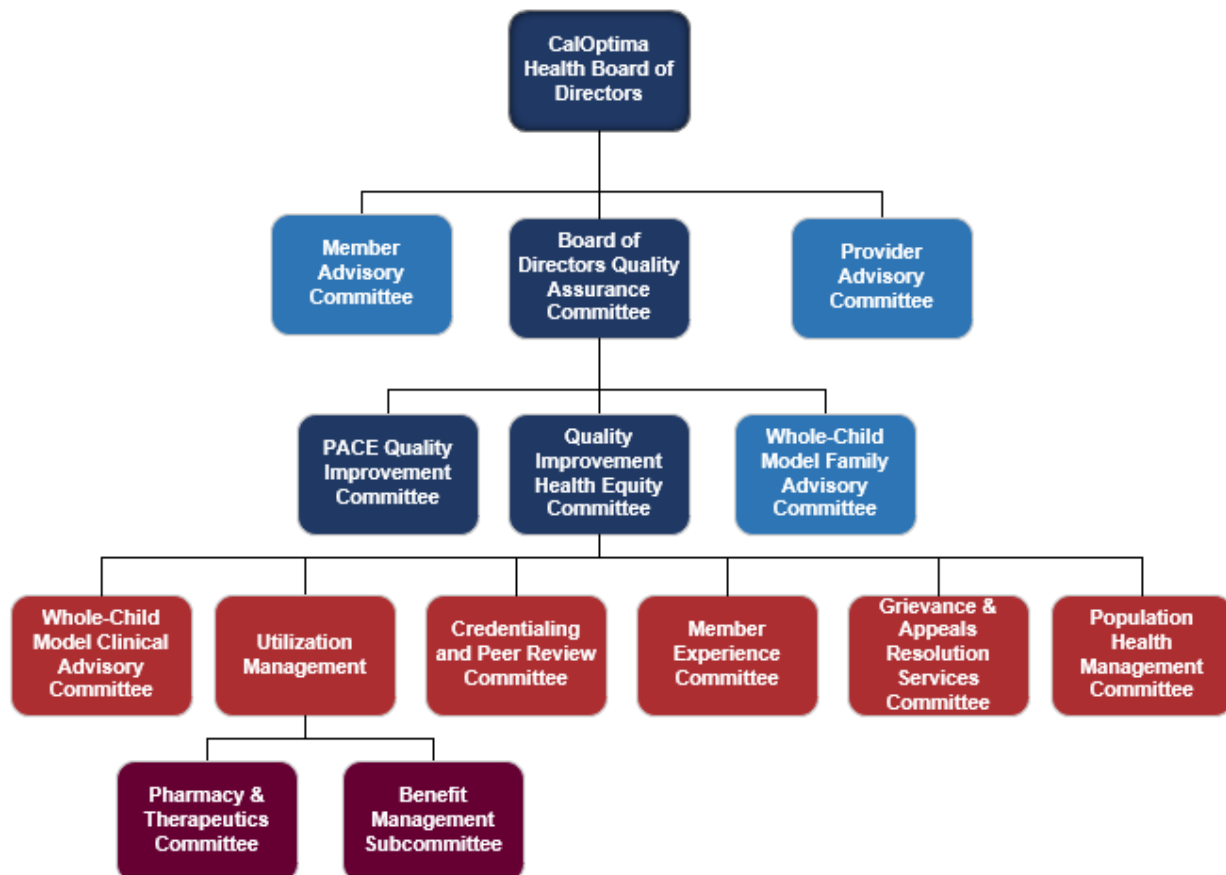 CalOptima
Health Board of
Directors
Member
Advisory
Committee
Board of
Directors Quality
Assurance
Committee
Provider
Advisory
Committee
PACE Quality
Improvement
Committee
Quality
Improvement
Health Equity
Committee
Whole-Child
Model Family
Advisory
Committee
Whole-Child
Model Clinical
Advisory
Committee
Utilization
Management
Credentialing
and Peer Review
Committee
Member
Experience
Committee
Grievance &
Appeals
Resolution
Services
Committee
Population
Health
Management
Committee
Pharmacy &
Therapeutics
Committee
Benefit
Management
Subcommittee